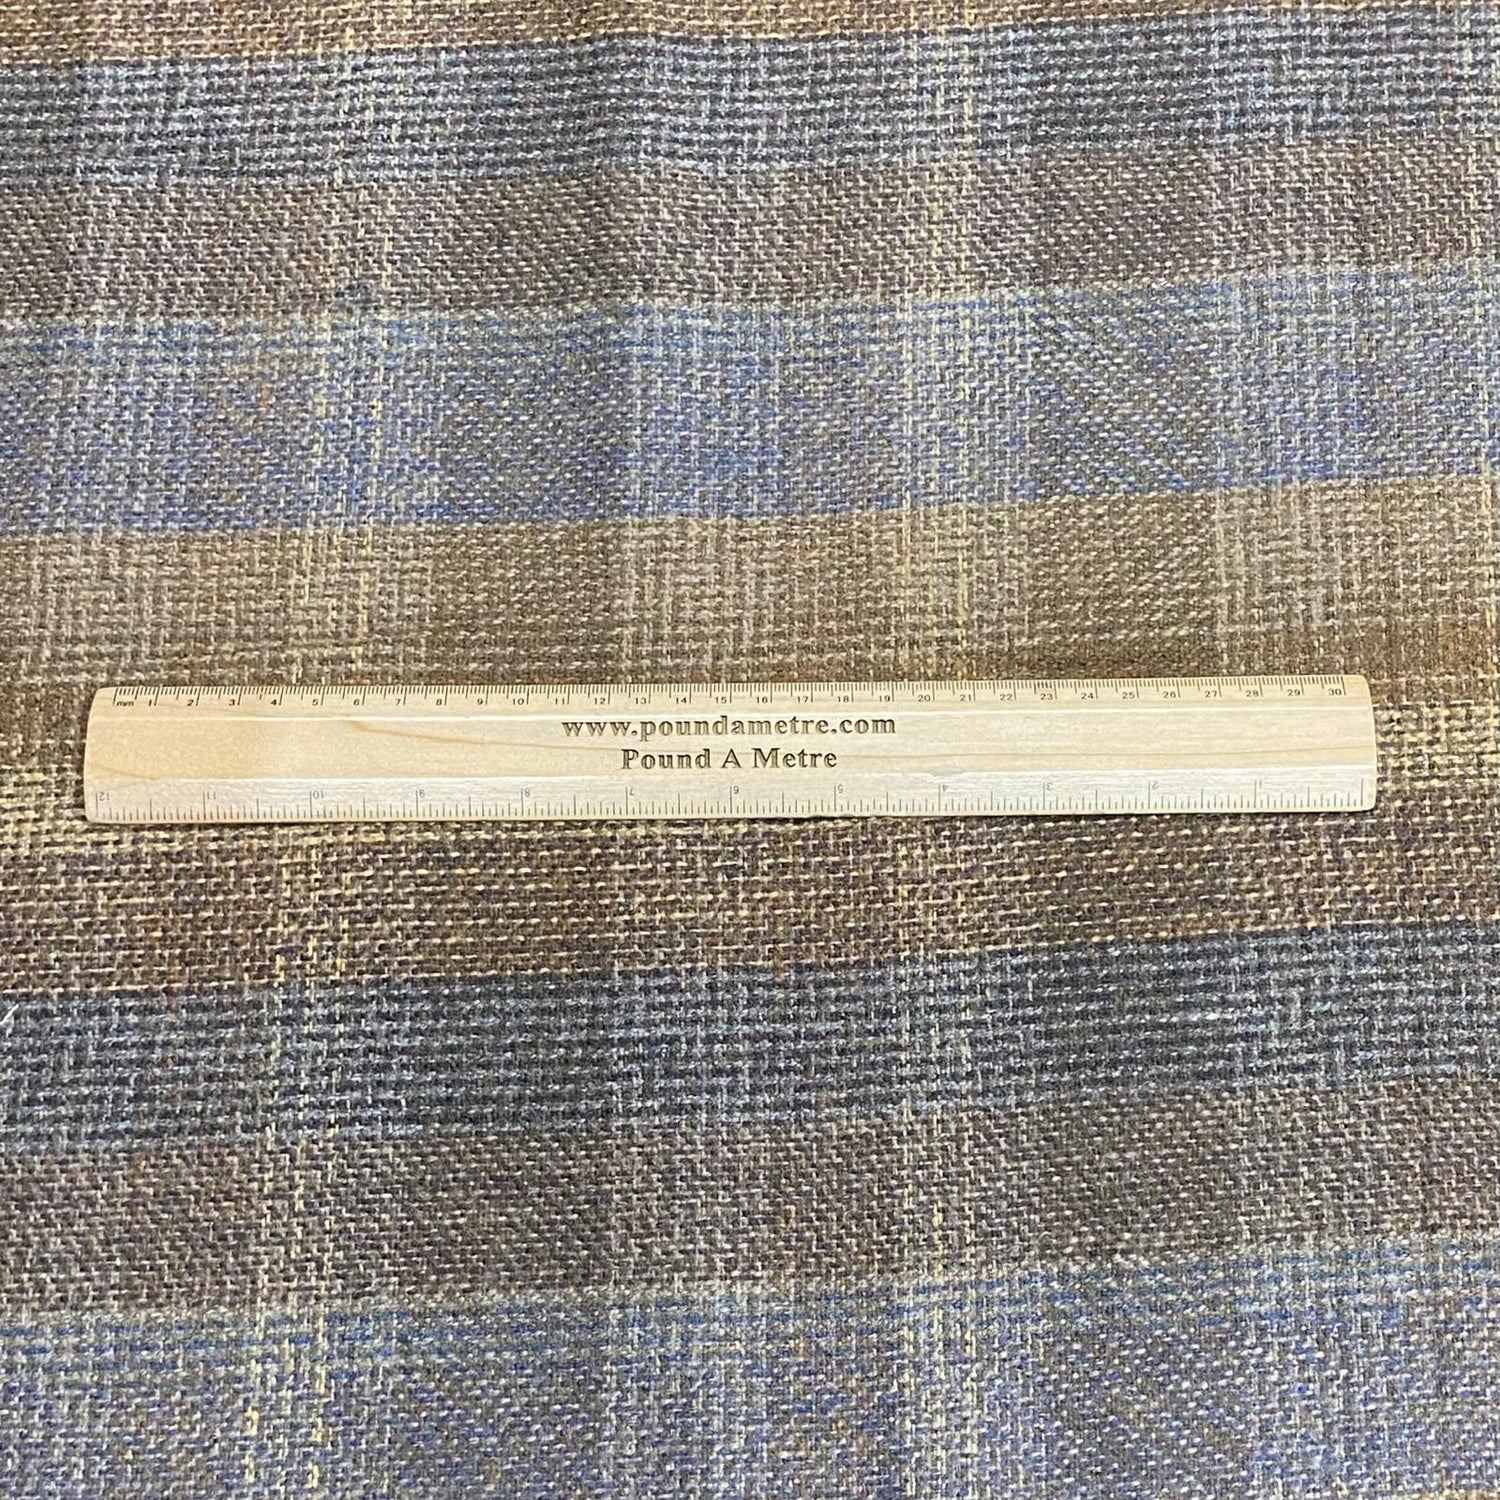 mm 1 2 3 4 5 6 7 8 9 10 11 12 13 14 15 16 17 18 19 20 21 22 23 24 25 26 27 28 29 30
www.poundametre.com
Pound A Metre
12 11 10 9 8 7 6 5 4 3 2 1